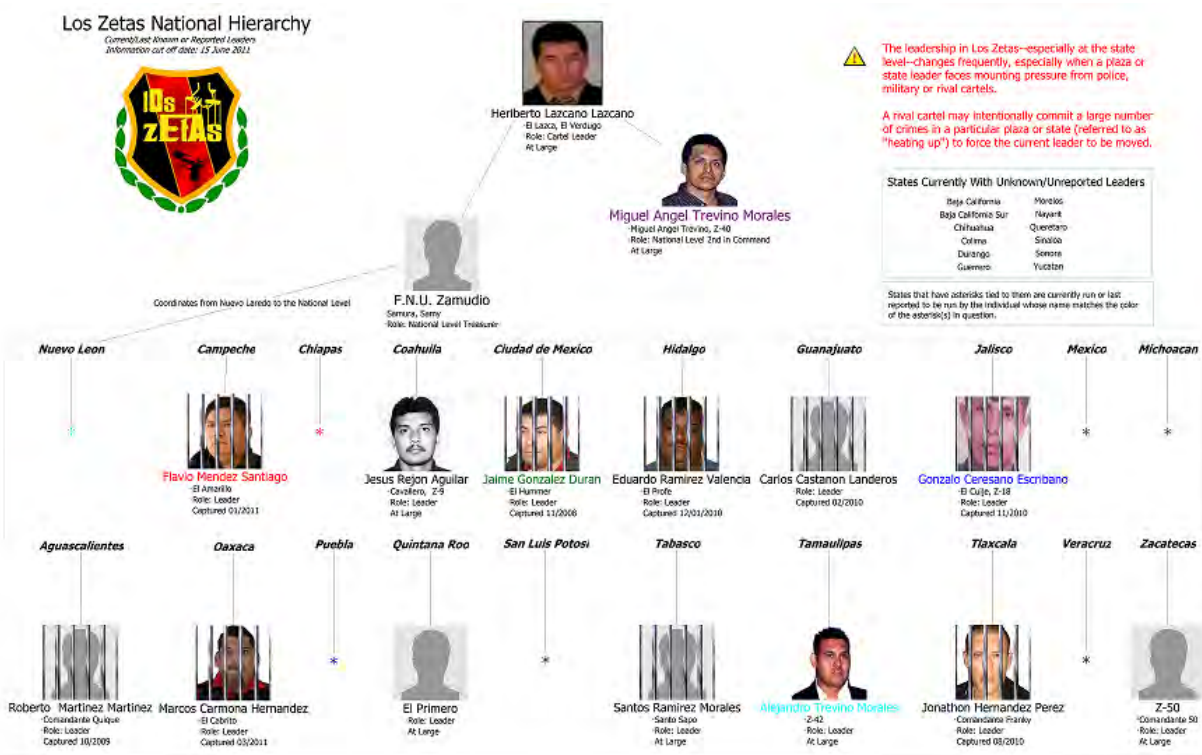 Los Zetas National Hierarchy
Current/Last Known or Reported Leaders
Information cut off date: 15 June 2011
lOs
ZEtAs
Heriberto Lazcano Lazcano
-El Lazca, El Verdugo
Role: Cartel Leader
At Large
The leadership in Los Zetas--especially at the state
level--changes frequently, especially when a plaza or
state leader faces mounting pressure from police,
military or rival cartels.
A rival cartel may intentionally commit a large number
of crimes in a particular plaza or state (referred to as
"heating up") to force the current leader to be moved.
Miguel Angel Trevino Morales
-Miguel Angel Trevino, Z-40
Role: National Level 2nd in Command
At Large
States Currently With Unknown/Unreported Leaders
Baja California Morelos
Baja California Sur Nayarit
Chihuahua Queretaro
Colima Sinaloa
Durango Sonora
Guerrero Yucatan
States that have asterisks tied to them are currently run or last
reported to be run by the individual whose name matches the color
of the asterisk(s) in question.
Coordinates from Nuevo Laredo to the National Level
F.N.U. Zamudio
Samura, Samy
-Role: National Level Treasurer
Nuevo Leon Campeche Chiapas Coahuila Ciudad de Mexico Hidalgo Guanajuato Jalisco Mexico Michoacan
* * * *
Flavio Mendez Santiago
-El Amarillo
Role: Leader
Captured 01/2011
Jesus Rejon Aguilar
-Cavallero, Z-9
Role: Leader
At Large
Jaime Gonzalez Duran
-El Hummer
Role: Leader
Captured 11/2008
Eduardo Ramirez Valencia
-El Profe
Role: Leader
Captured 12/01/2010
Carlos Castanon Landeros
Role: Leader
Captured 02/2010
Gonzalo Ceresano Escribano
-El Cuije, Z-18
Role: Leader
Captured 11/2010
Aguascalientes Oaxaca Puebla Quintana Roo San Luis Potosi Tabasco Tamaulipas Tlaxcala Veracruz Zacatecas
* * *
Roberto Martinez Martinez
-Comandante Quique
Role: Leader
Captured 10/2009
Marcos Carmona Hernandez
-El Cabrito
Role: Leader
Captured 03/2011
El Primero
Role: Leader
At Large
Santos Ramirez Morales
-Santo Sapo
Role: Leader
At Large
Alejandro Trevino Morales
-Z-42
Role: Leader
At Large
Jonathon Hernandez Perez
-Comandante Franky
Role: Leader
Captured 08/2010
Z-50
-Comandante 50
Role: Leader
At Large